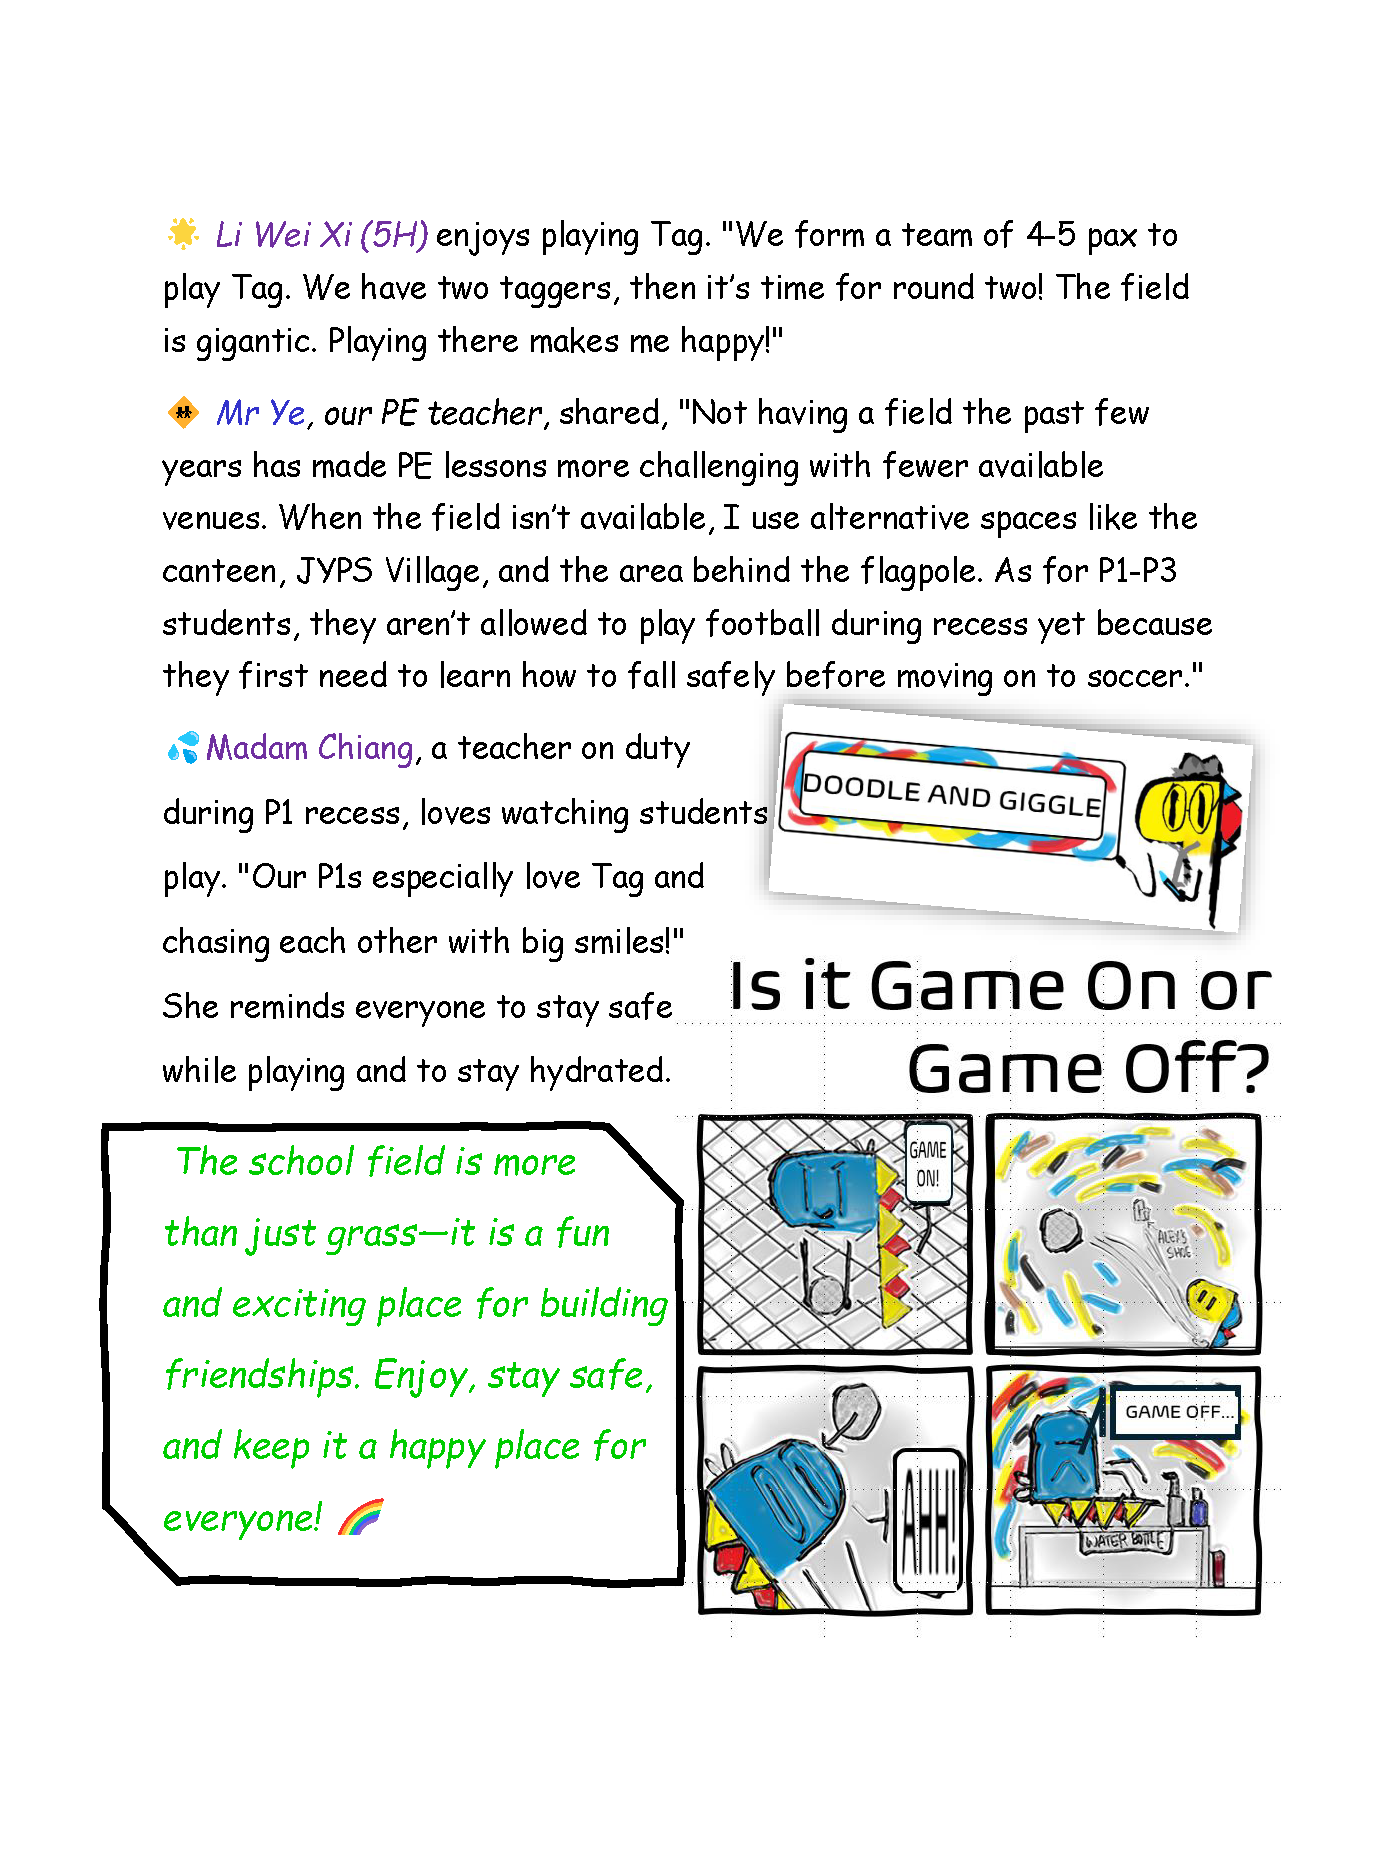 🌟 Li Wei Xi (5H) enjoys playing Tag. "We form a team of 4-5 pax to
play Tag. We have two taggers, then it’s time for round two! The field
is gigantic. Playing there makes me happy!"
🚸 Mr Ye, our PE teacher, shared, "Not having a field the past few
years has made PE lessons more challenging with fewer available
venues. When the field isn’t available, I use alternative spaces like the
canteen, JYPS Village, and the area behind the flagpole. As for P1-P3
students, they aren’t allowed to play football during recess yet because
they first need to learn how to fall safely before moving on to soccer."
💦Madam Chiang, a teacher on duty
during P1 recess, loves watching students
play. "Our P1s especially love Tag and
chasing each other with big smiles!"
She reminds everyone to stay safe
while playing and to stay hydrated.
The school field is more
than just grass—it is a fun
and exciting place for building
friendships. Enjoy, stay safe,
and keep it a happy place for
everyone! 🌈
DOODLE AND GIGGLE
Is it Game On or
Game Off?
GAME
ON!
ALEX'S
SHOE
AHH!
GAME OFF...
WATER BOTTLE